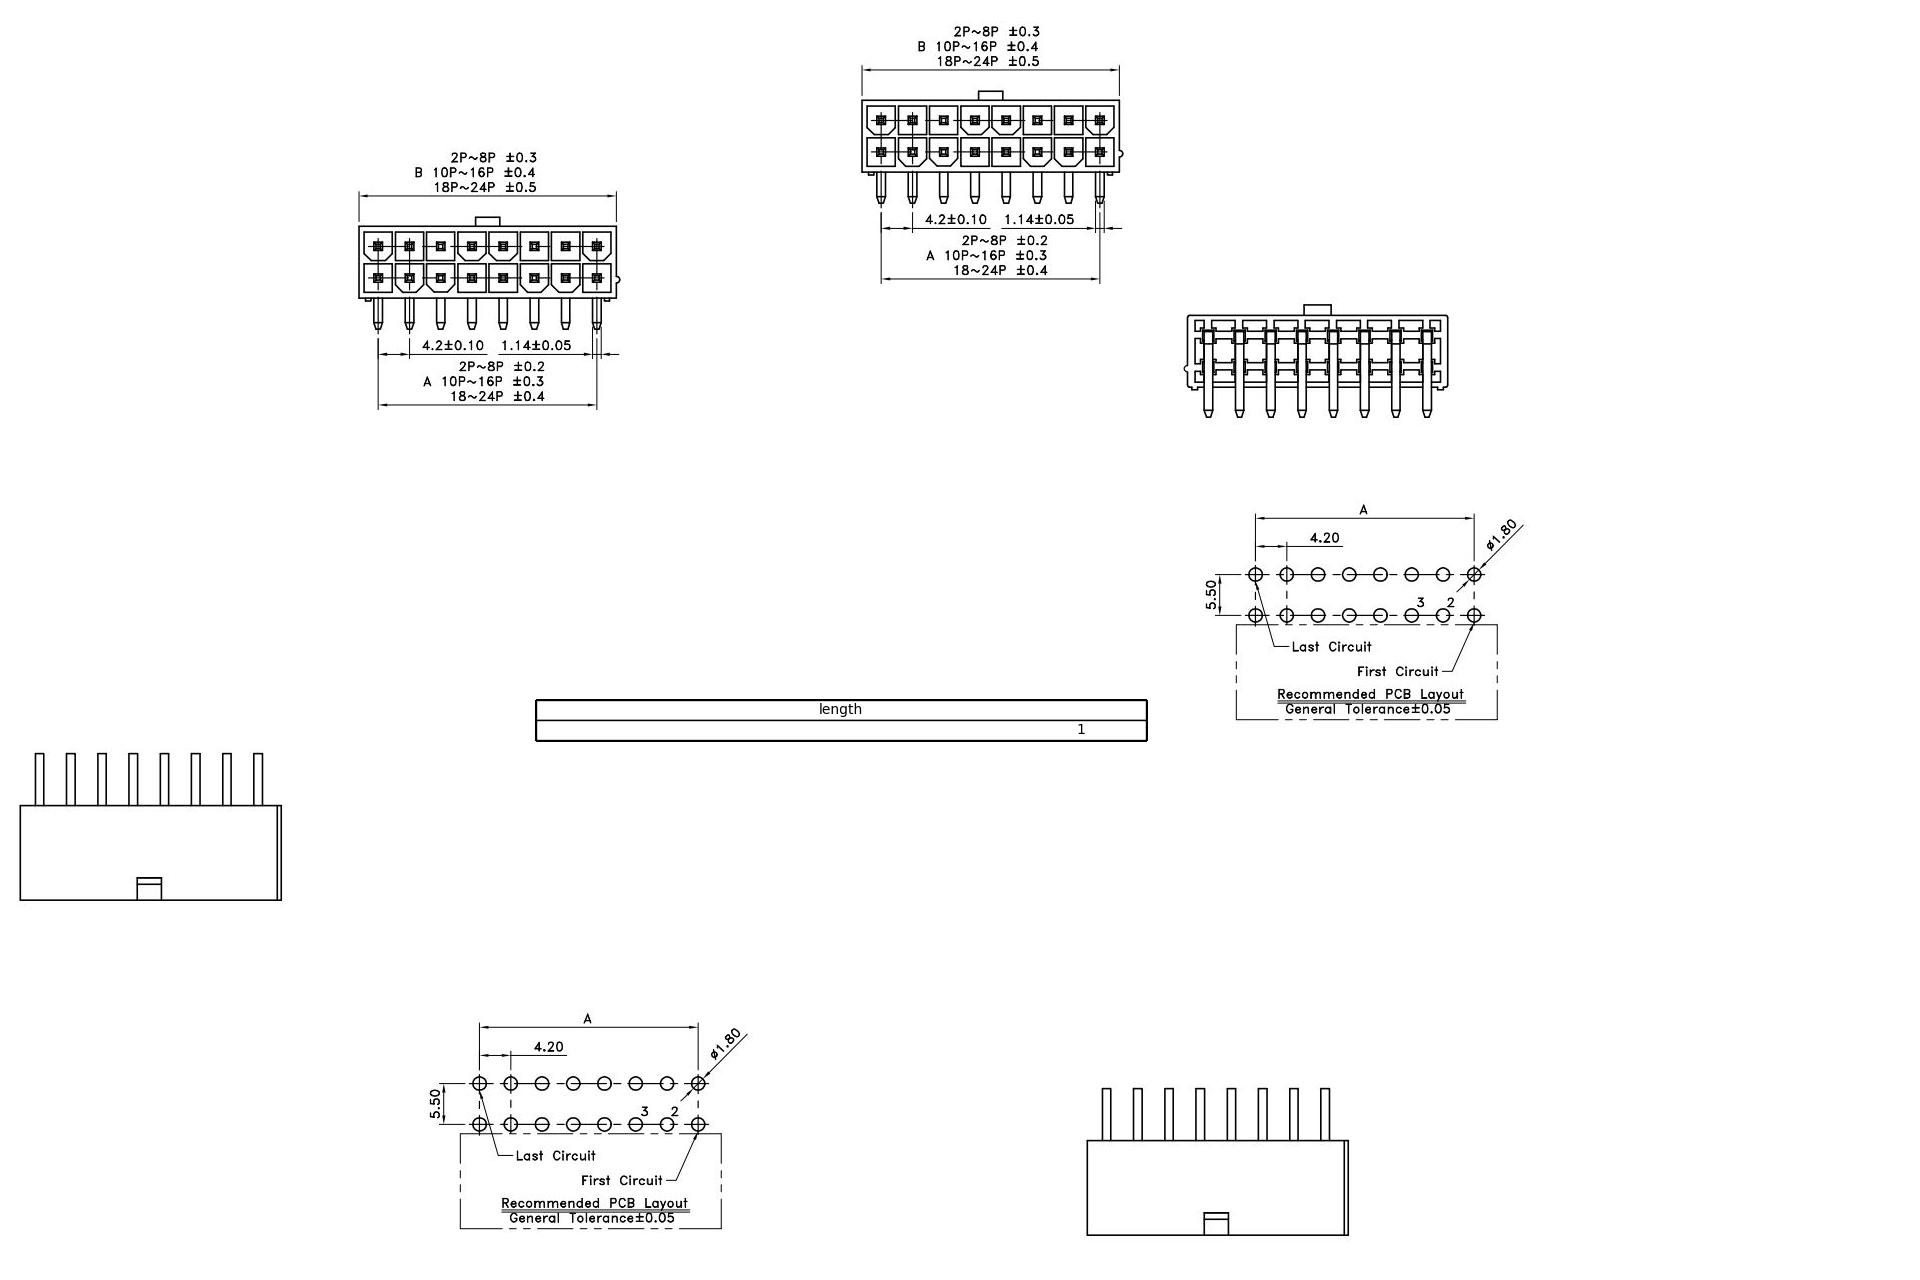 2P~8P ±0.3
B 10P~16P ±0.4
18P~24P ±0.5
4.2±0.10 1.14±0.05
2P~8P ±0.2
A 10P~16P ±0.3
18~24P ±0.4
2P~8P ±0.3
B 10P~16P ±0.4
18P~24P ±0.5
4.2±0.10 1.14±0.05
2P~8P ±0.2
A 10P~16P ±0.3
18~24P ±0.4
A
4.20
ø1.80
5.50
3 2
Last Circuit
First Circuit
Recommended PCB Layout
General Tolerance±0.05
length
1
A
4.20
ø1.80
5.50
3 2
Last Circuit
First Circuit
Recommended PCB Layout
General Tolerance±0.05